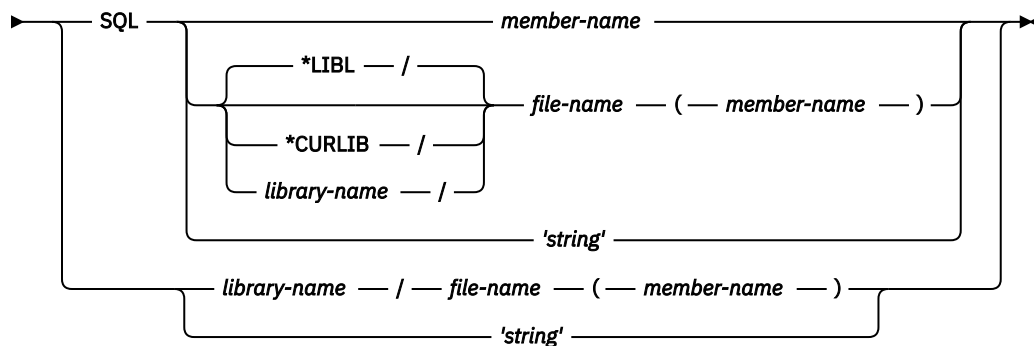 SQL member-name
*LIBL /
file-name ( member-name )
*CURLIB /
library-name /
'string'
library-name / file-name ( member-name )
'string'